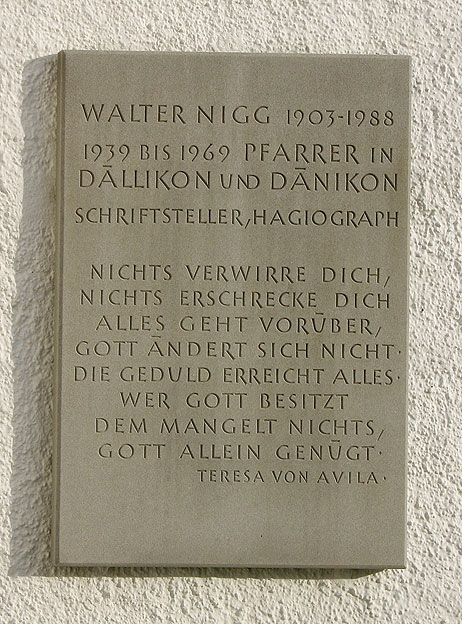 WALTER NIGG 1903-1988
1939 BIS 1969 PFARRER IN
DÄLLIKON UND DÄNIKON
SCHRIFTSTELLER, HAGIOGRAPH
NICHTS VERWIRRE DICH,
NICHTS ERSCHRECKE DICH
ALLES GEHT VORÜBER,
GOTT ÄNDERT SICH NICHT·
DIE GEDULD ERREICHT ALLES·
WER GOTT BESITZT
DEM MANGELT NICHTS,
GOTT ALLEIN GENÜGT·
TERESA VON AVILA·